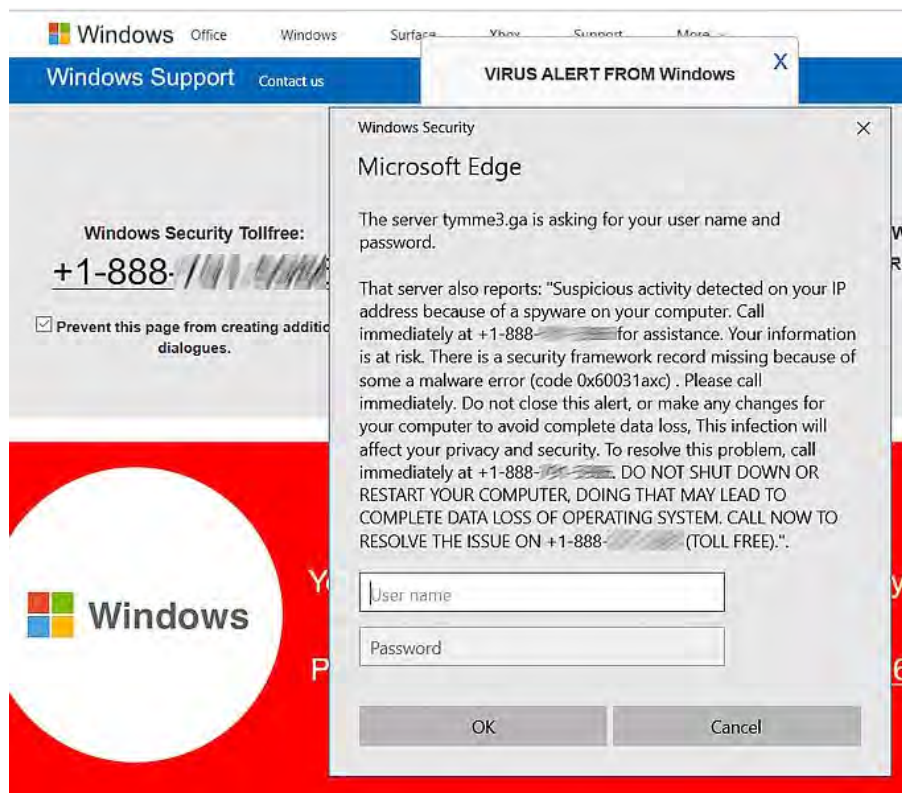 Windows Office Windows Surface Xbox Support More
Windows Support Contact us
VIRUS ALERT FROM Windows X
Windows Security
Microsoft Edge
The server tymme3.ga is asking for your user name and
password.
That server also reports: "Suspicious activity detected on your IP
address because of a spyware on your computer. Call
immediately at +1-888- for assistance. Your information
is at risk. There is a security framework record missing because of
some a malware error (code 0x60031axc) . Please call
immediately. Do not close this alert, or make any changes for
your computer to avoid complete data loss, This infection will
affect your privacy and security. To resolve this problem, call
immediately at +1-888- . DO NOT SHUT DOWN OR
RESTART YOUR COMPUTER, DOING THAT MAY LEAD TO
COMPLETE DATA LOSS OF OPERATING SYSTEM. CALL NOW TO
RESOLVE THE ISSUE ON +1-888- (TOLL FREE).".
User name
Password
OK Cancel
Windows Security Tollfree:
+1-888-
Prevent this page from creating additio
dialogues.
Windows